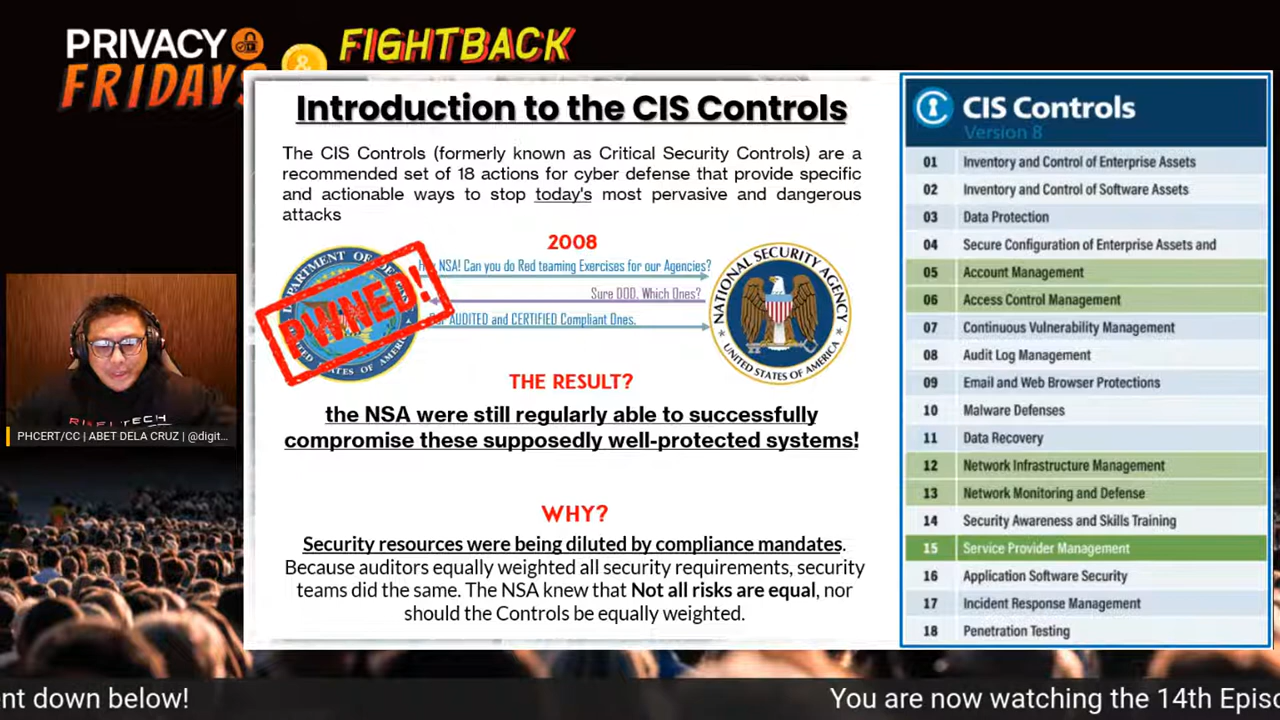 PRIVACY
FRIDAYS
&
FIGHTBACK
Introduction to the CIS Controls
The CIS Controls (formerly known as Critical Security Controls) are a
recommended set of 18 actions for cyber defense that provide specific
and actionable ways to stop today's most pervasive and dangerous
attacks
2008
NSA! Can you do Red teaming Exercises for our Agencies?
Sure DOD, Which Ones?
AUDITED and CERTIFIED Compliant Ones.
PWNED!
NATIONAL SECURITY AGENCY
UNITED STATES OF AMERICA
THE RESULT?
the NSA were still regularly able to successfully
compromise these supposedly well-protected systems!
WHY?
Security resources were being diluted by compliance mandates.
Because auditors equally weighted all security requirements, security
teams did the same. The NSA knew that Not all risks are equal, nor
should the Controls be equally weighted.
CIS Controls
Version 8
01 Inventory and Control of Enterprise Assets
02 Inventory and Control of Software Assets
03 Data Protection
04 Secure Configuration of Enterprise Assets and
05 Account Management
06 Access Control Management
07 Continuous Vulnerability Management
08 Audit Log Management
09 Email and Web Browser Protections
10 Malware Defenses
11 Data Recovery
12 Network Infrastructure Management
13 Network Monitoring and Defense
14 Security Awareness and Skills Training
15 Service Provider Management
16 Application Software Security
17 Incident Response Management
18 Penetration Testing
PHCERT/CC | ABET DELA CRUZ | @digit...
nt down below!
You are now watching the 14th Episo